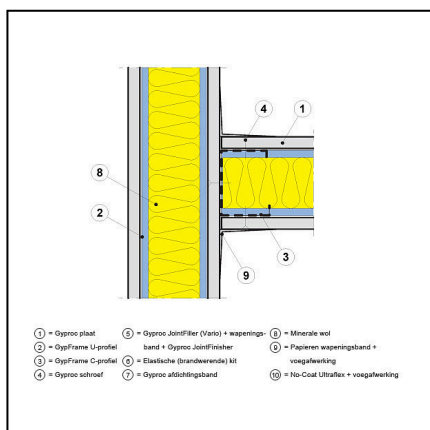 4
1
8
2
3
9
1 = Gyproc plaat
2 = GypFrame U-profiel
3 = GypFrame C-profiel
4 = Gyproc schroef
5 = Gyproc JointFiller (Vario) + wapenings-
band + Gyproc JointFinisher
6 = Elastische (brandwerende) kit
7 = Gyproc afdichtingsband
8 = Minerale wol
9 = Papieren wapeningsband +
voegafwerking
10 = No-Coat Ultraflex + voegafwerking